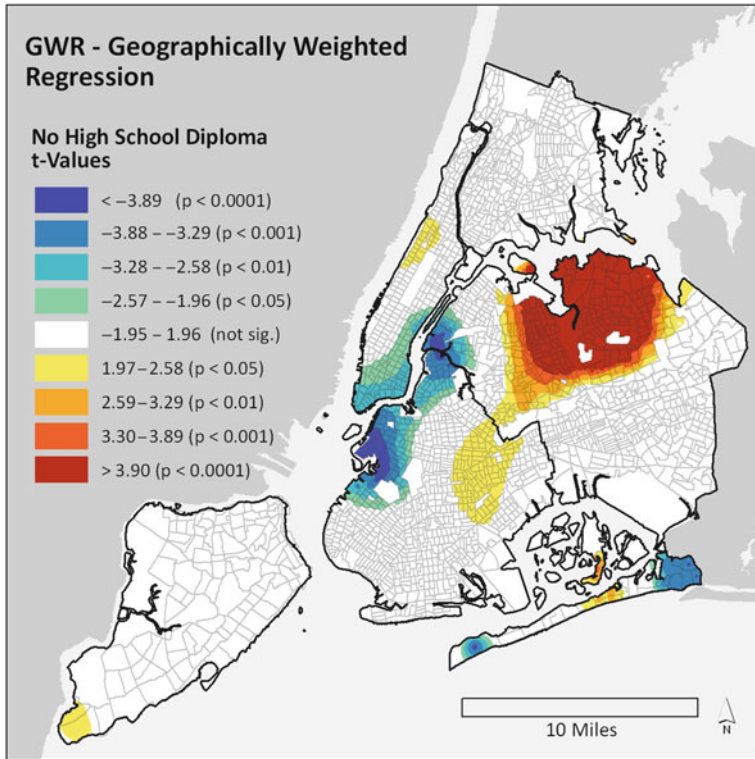 GWR - Geographically Weighted
Regression
No High School Diploma
t-Values
< −3.89 (p < 0.0001)
−3.88 – −3.29 (p < 0.001)
−3.28 – −2.58 (p < 0.01)
−2.57 – −1.96 (p < 0.05)
−1.95 – 1.96 (not sig.)
1.97 – 2.58 (p < 0.05)
2.59 – 3.29 (p < 0.01)
3.30 – 3.89 (p < 0.001)
> 3.90 (p < 0.0001)
10 Miles
N